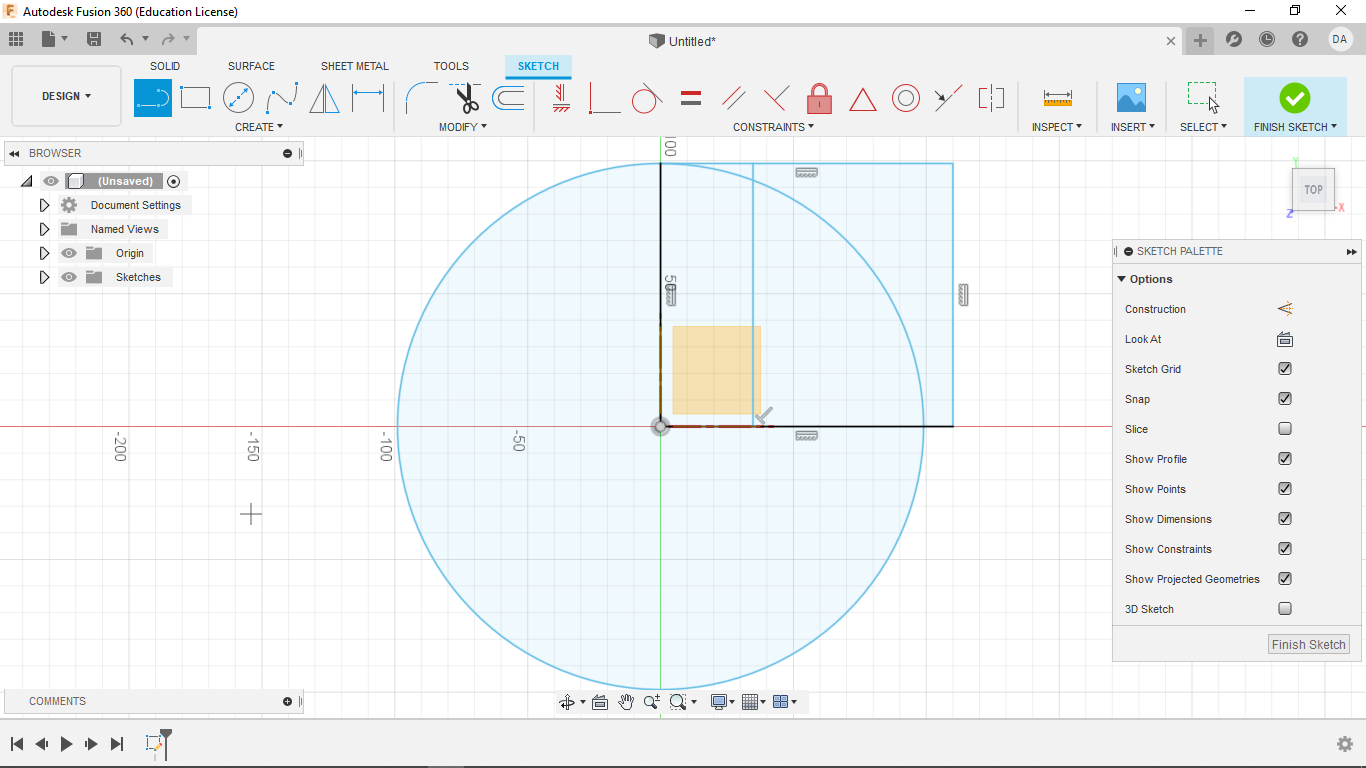 Autodesk Fusion 360 (Education License)
Untitled*
DA
DESIGN
SOLID
SURFACE
SHEET METAL
TOOLS
SKETCH
CREATE
MODIFY
CONSTRAINTS
INSPECT
INSERT
SELECT
FINISH SKETCH
BROWSER
(Unsaved)
Document Settings
Named Views
Origin
Sketches
100
50
-200
-150
-100
-50
Y
TOP
Z
X
SKETCH PALETTE
Options
Construction
Look At
Sketch Grid
Snap
Slice
Show Profile
Show Points
Show Dimensions
Show Constraints
Show Projected Geometries
3D Sketch
Finish Sketch
COMMENTS